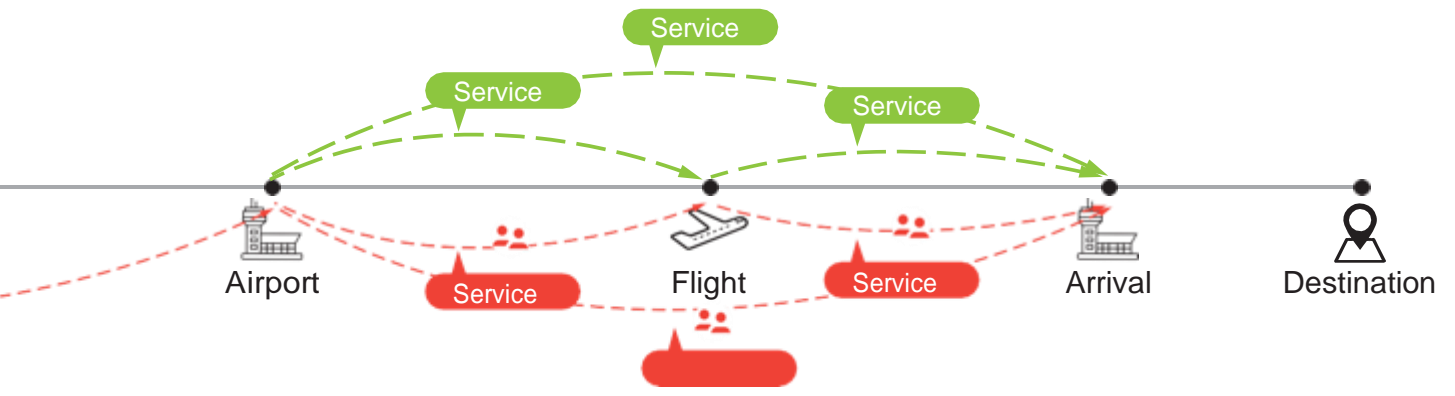 Service
Service
Service
Airport
Service
Flight
Service
Arrival
Destination